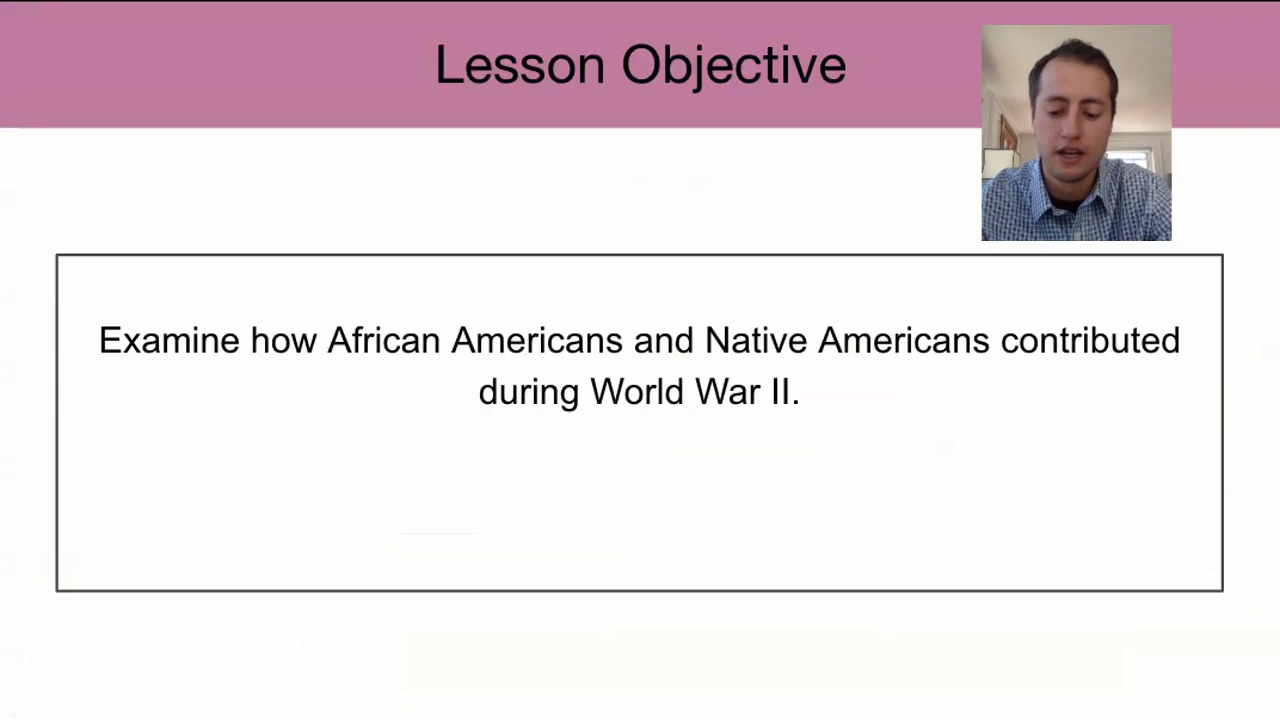 Lesson Objective
Examine how African Americans and Native Americans contributed
during World War II.